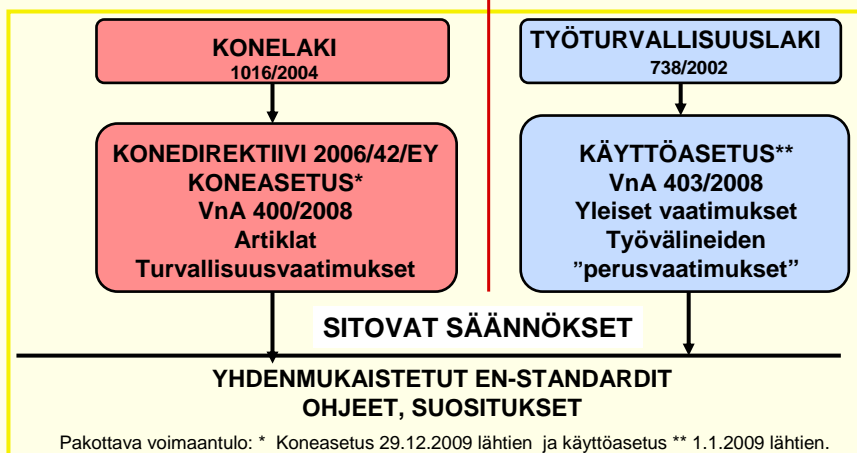 KONELAKI
1016/2004
TYÖTURVALLISUUSLAKI
738/2002
KONEDIREKTIIVI 2006/42/EY
KONEASETUS*
VnA 400/2008
Artiklat
Turvallisuusvaatimukset
KÄYTTÖASETUS**
VnA 403/2008
Yleiset vaatimukset
Työvälineiden
”perusvaatimukset”
SITOVAT SÄÄNNÖKSET
YHDENMUKAISTETUT EN-STANDARDIT
OHJEET, SUOSITUKSET
Pakottava voimaantulo: * Koneasetus 29.12.2009 lähtien ja käyttöasetus ** 1.1.2009 lähtien.